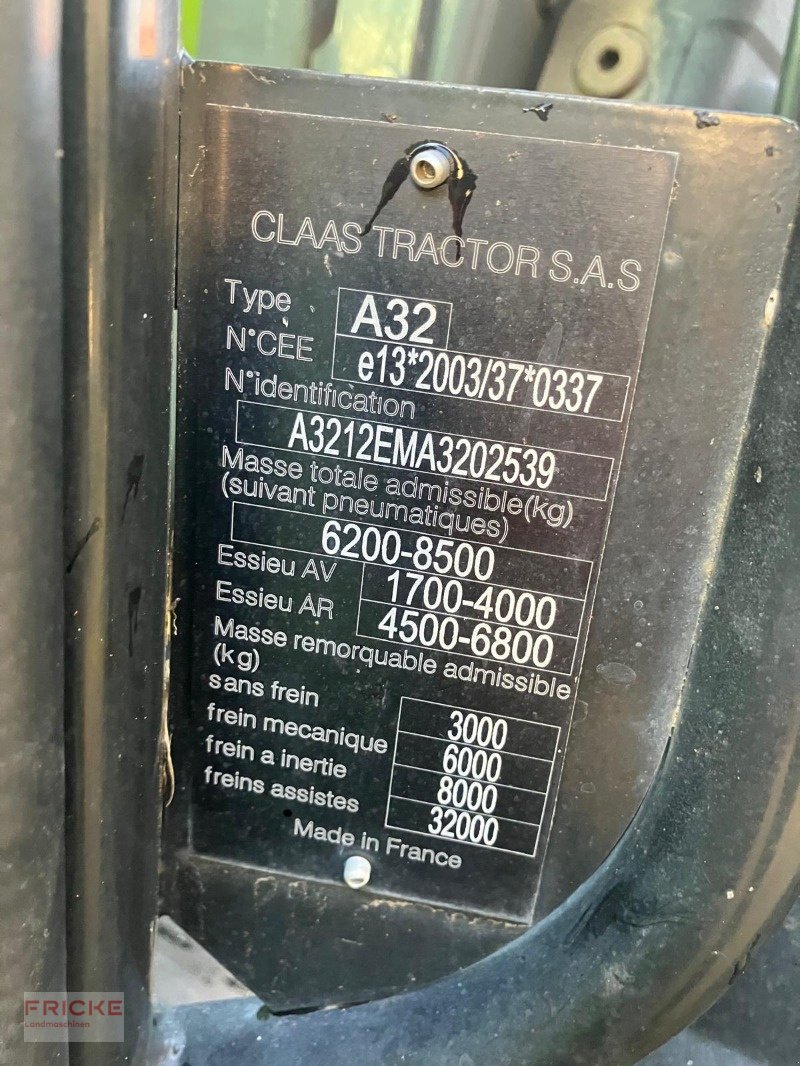 CLAAS TRACTOR S.A.S
Type A32
N°CEE e13*2003/37*0337
N°identification
A3212EMA3202539
Masse totale admissible(kg)
(suivant pneumatiques)
6200-8500
Essieu AV 1700-4000
Essieu AR 4500-6800
Masse remorquable admissible
(kg)
sans frein 3000
frein mecanique 6000
frein a inertie 8000
freins assistes 32000
Made in France
FRICKE
Landmaschinen